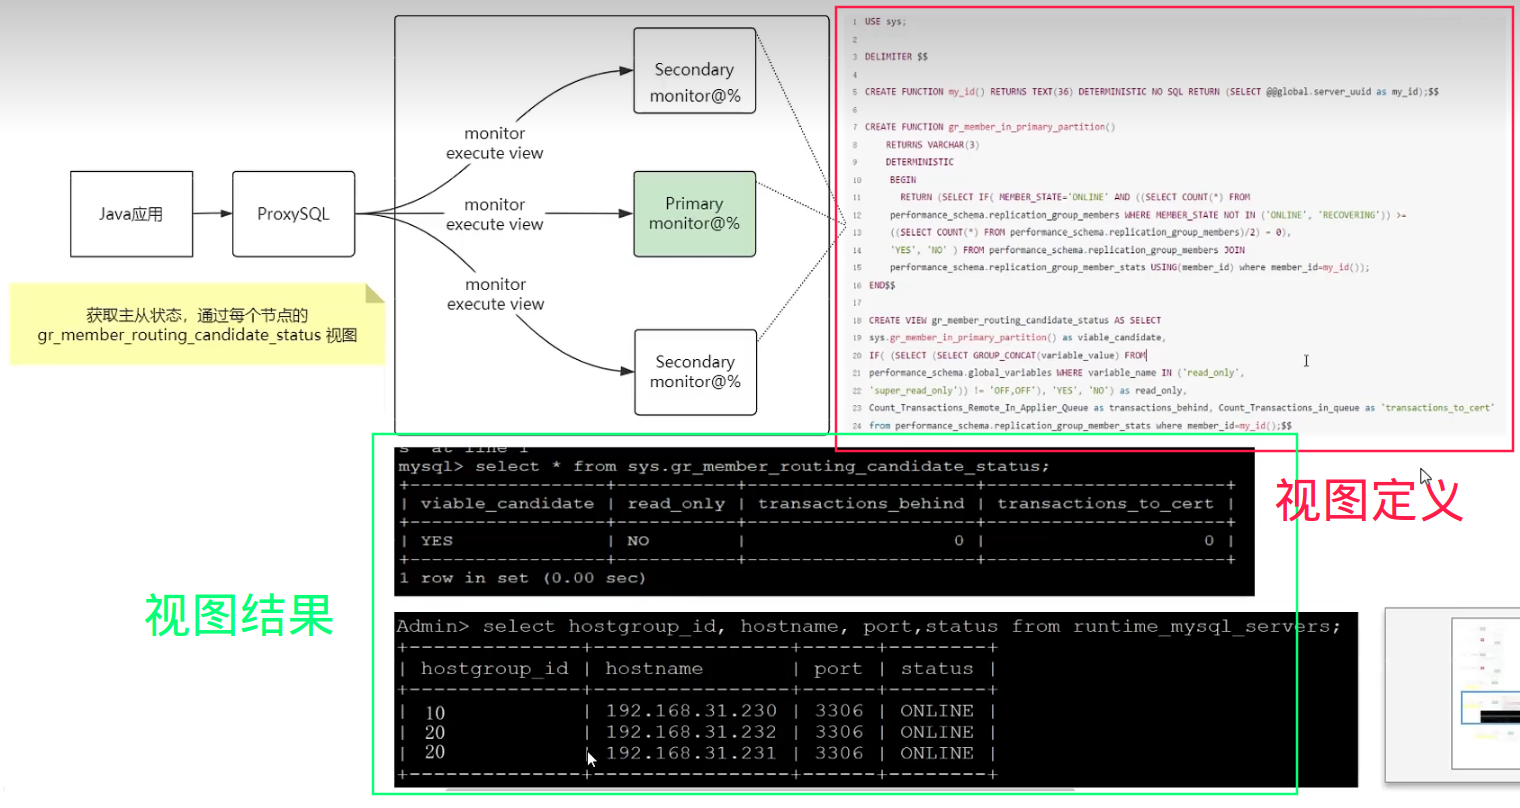 Java应用
ProxySQL
monitor
execute view
monitor
execute view
monitor
execute view
Secondary
monitor@%
Primary
monitor@%
Secondary
monitor@%
获取主从状态，通过每个节点的
gr_member_routing_candidate_status 视图
1 USE sys;
2
3 DELIMITER $$
4
5 CREATE FUNCTION my_id() RETURNS TEXT(36) DETERMINISTIC NO SQL RETURN (SELECT @@global.server_uuid as my_id);$$
6
7 CREATE FUNCTION gr_member_in_primary_partition()
8 RETURNS VARCHAR(3)
9 DETERMINISTIC
10 BEGIN
11 RETURN (SELECT IF( MEMBER_STATE='ONLINE' AND ((SELECT COUNT(*) FROM
12 performance_schema.replication_group_members WHERE MEMBER_STATE NOT IN ('ONLINE', 'RECOVERING')) >=
13 ((SELECT COUNT(*) FROM performance_schema.replication_group_members)/2) = 0),
14 'YES', 'NO' ) FROM performance_schema.replication_group_members JOIN
15 performance_schema.replication_group_member_stats USING(member_id) where member_id=my_id());
16 END$$
17
18 CREATE VIEW gr_member_routing_candidate_status AS SELECT
19 sys.gr_member_in_primary_partition() as viable_candidate,
20 IF( (SELECT (SELECT GROUP_CONCAT(variable_value) FROM
21 performance_schema.global_variables WHERE variable_name IN ('read_only',
22 'super_read_only')) != 'OFF,OFF'), 'YES', 'NO') as read_only,
23 Count_Transactions_Remote_In_Applier_Queue as transactions_behind, Count_Transactions_in_queue as 'transactions_to_cert'
24 from performance_schema.replication_group_member_stats where member_id=my_id();$$
视图定义
mysql> select * from sys.gr_member_routing_candidate_status;
| viable_candidate | read_only | transactions_behind | transactions_to_cert |
| YES | NO | 0 | 0 |
1 row in set (0.00 sec)
视图结果
Admin> select hostgroup_id, hostname, port,status from runtime_mysql_servers;
| hostgroup_id | hostname | port | status |
| 10 | 192.168.31.230 | 3306 | ONLINE |
| 20 | 192.168.31.232 | 3306 | ONLINE |
| 20 | 192.168.31.231 | 3306 | ONLINE |